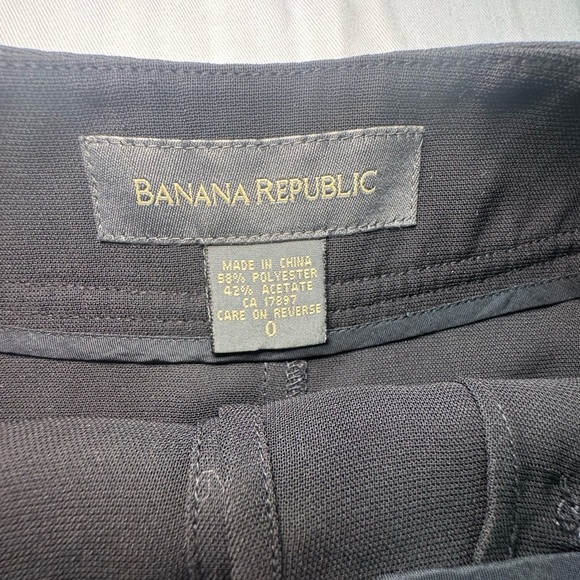 BANANA REPUBLIC
MADE IN CHINA
58% POLYESTER
42% ACETATE
CA 17897
CARE ON REVERSE
0